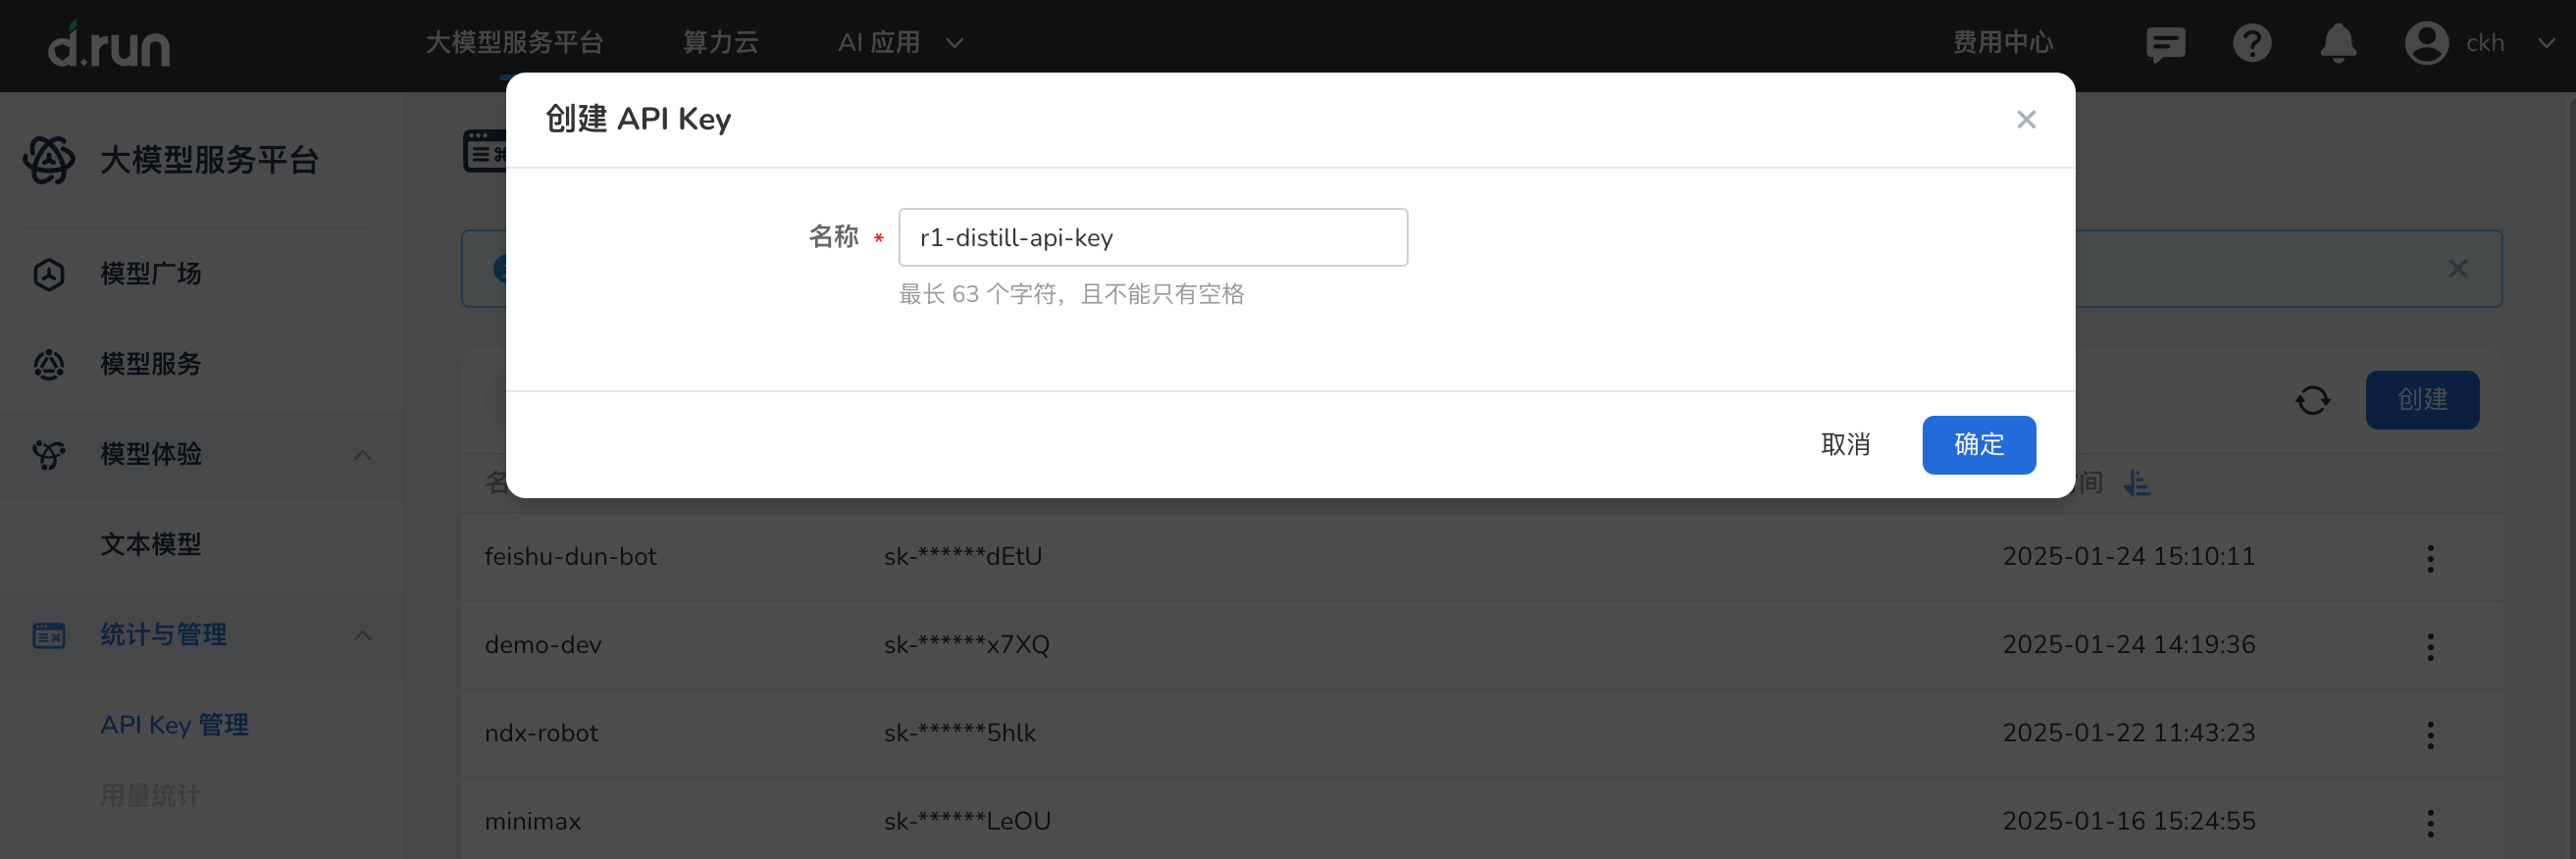 d.run
大模型服务平台
算力云
AI 应用
费用中心
ckh
大模型服务平台
模型广场
模型服务
模型体验
文本模型
统计与管理
API Key 管理
用量统计
创建 API Key
名称 *
r1-distill-api-key
最长 63 个字符，且不能只有空格
取消
确定
创建
名
间
feishu-dun-bot sk-******dEtU 2025-01-24 15:10:11
demo-dev sk-******x7XQ 2025-01-24 14:19:36
ndx-robot sk-******5hlk 2025-01-22 11:43:23
minimax sk-******LeOU 2025-01-16 15:24:55